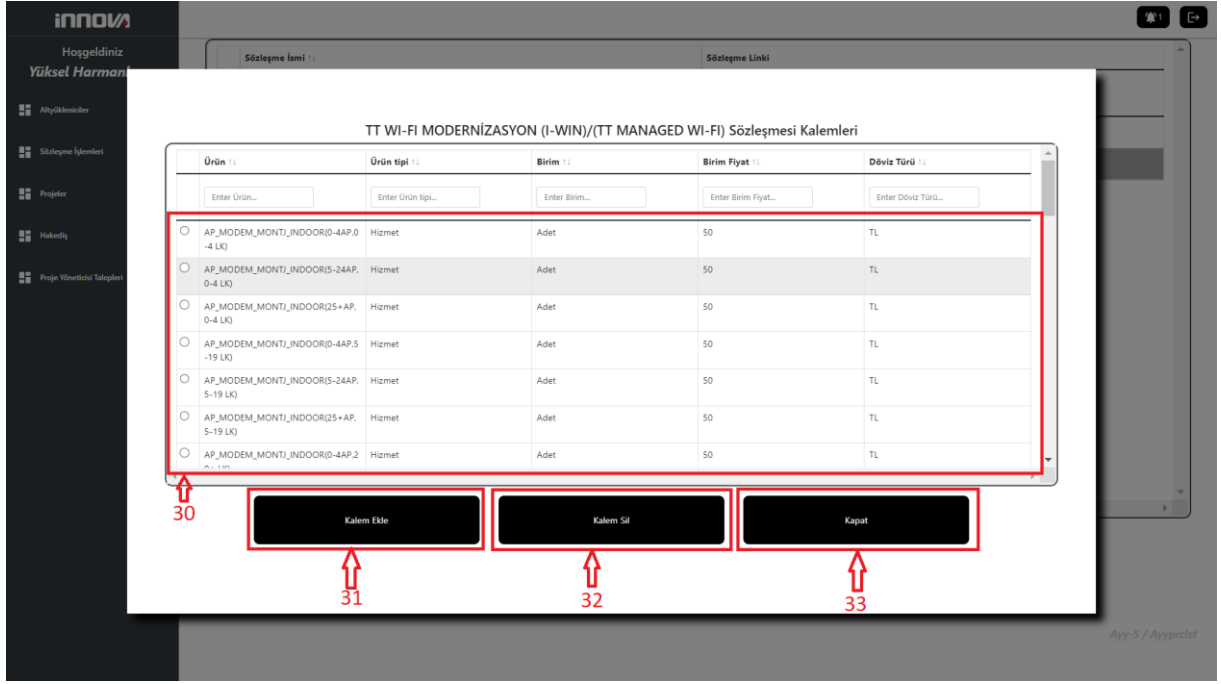 innova
1
Hoşgeldiniz
Yüksel
Altyükleniciler
Sözleşme İşlemleri
Projeler
Hakediş
Proje Yöneticisi Talepleri
Sözleşme İsmi ↑↓ Sözleşme Linki
TT WI-FI MODERNİZASYON (I-WIN)/(TT MANAGED WI-FI) Sözleşmesi Kalemleri
Ürün ↑↓ Ürün tipi ↑↓ Birim ↑↓ Birim Fiyat ↑↓ Döviz Türü ↑↓
Enter Ürün... Enter Ürün tipi... Enter Birim... Enter Birim Fiyat... Enter Döviz Türü...
AP_MODEM_MONTJ_INDOOR(0-4AP,0 Hizmet Adet 50 TL
-4 LK)
AP_MODEM_MONTJ_INDOOR(5-24AP, Hizmet Adet 50 TL
0-4 LK)
AP_MODEM_MONTJ_INDOOR(25+AP, Hizmet Adet 50 TL
0-4 LK)
AP_MODEM_MONTJ_INDOOR(0-4AP,5 Hizmet Adet 50 TL
-19 LK)
AP_MODEM_MONTJ_INDOOR(5-24AP, Hizmet Adet 50 TL
5-19 LK)
AP_MODEM_MONTJ_INDOOR(25+AP, Hizmet Adet 50 TL
5-19 LK)
AP_MODEM_MONTJ_INDOOR(0-4AP,2 Hizmet Adet 50 TL
30
Kalem Ekle Kalem Sil Kapat
31 32 33
Ayy-5 / Ayyprclst